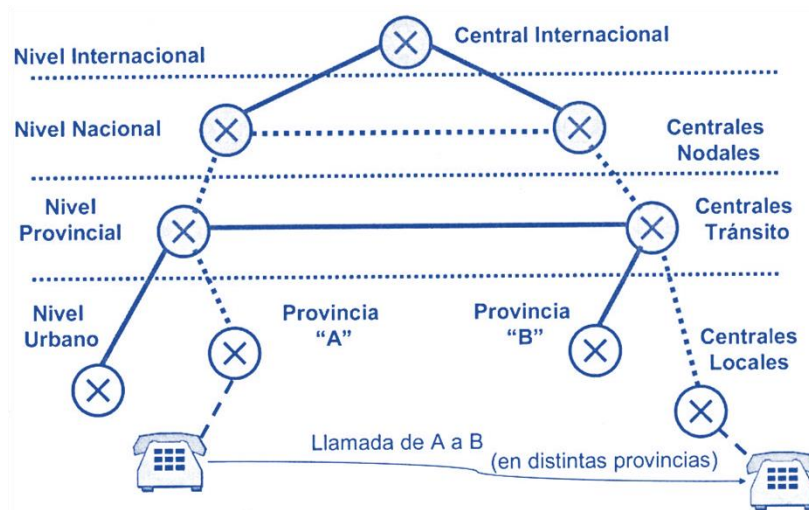 Nivel Internacional
Central Internacional
Nivel Nacional
Centrales
Nodales
Nivel
Provincial
Centrales
Tránsito
Nivel
Urbano
Provincia
“A”
Provincia
“B”
Centrales
Locales
Llamada de A a B
(en distintas provincias)